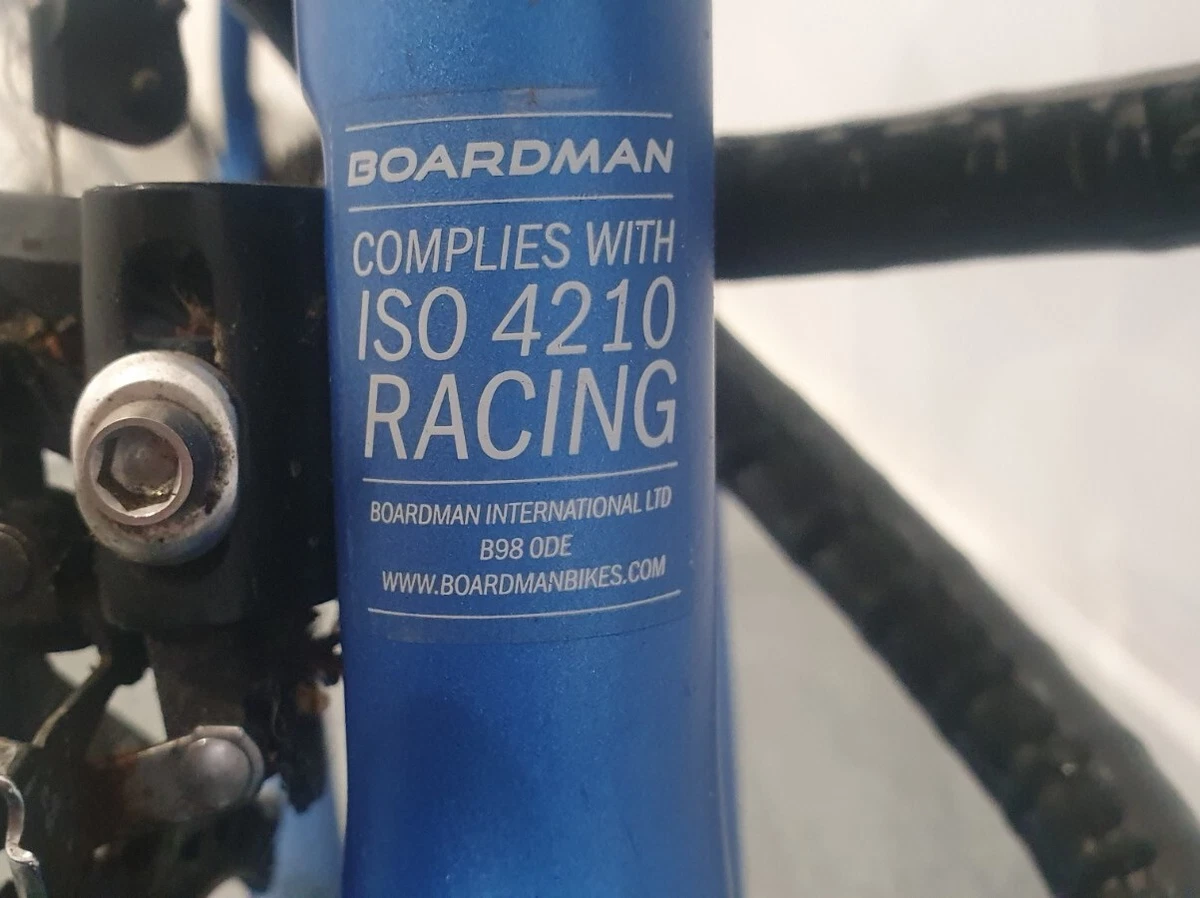 BOARDMAN
COMPLIES WITH
ISO 4210
RACING
BOARDMAN INTERNATIONAL LTD
B98 0DE
WWW.BOARDMANBIKES.COM